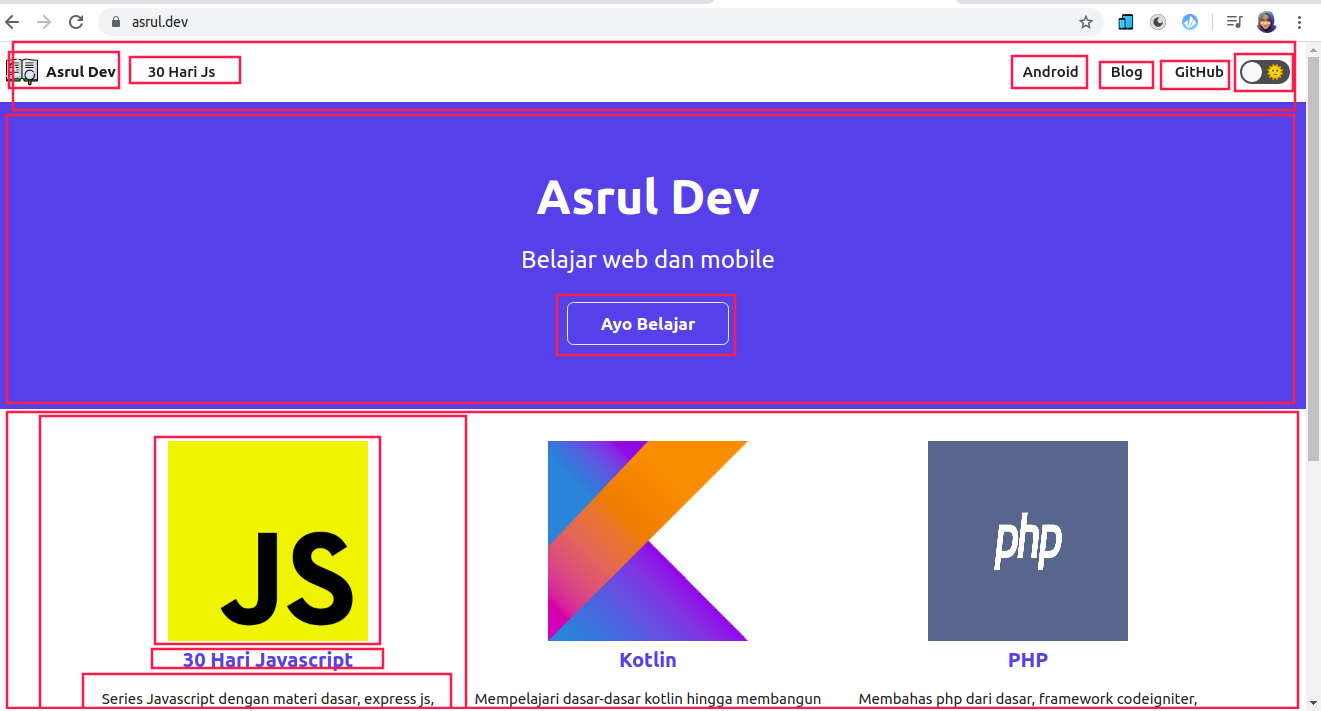 asrul.dev
Asrul Dev 30 Hari Js Android Blog GitHub
Asrul Dev
Belajar web dan mobile
Ayo Belajar
JS
php
30 Hari Javascript Kotlin PHP
Series Javascript dengan materi dasar, express js, Mempelajari dasar-dasar kotlin hingga membangun Membahas php dari dasar, framework codeigniter,